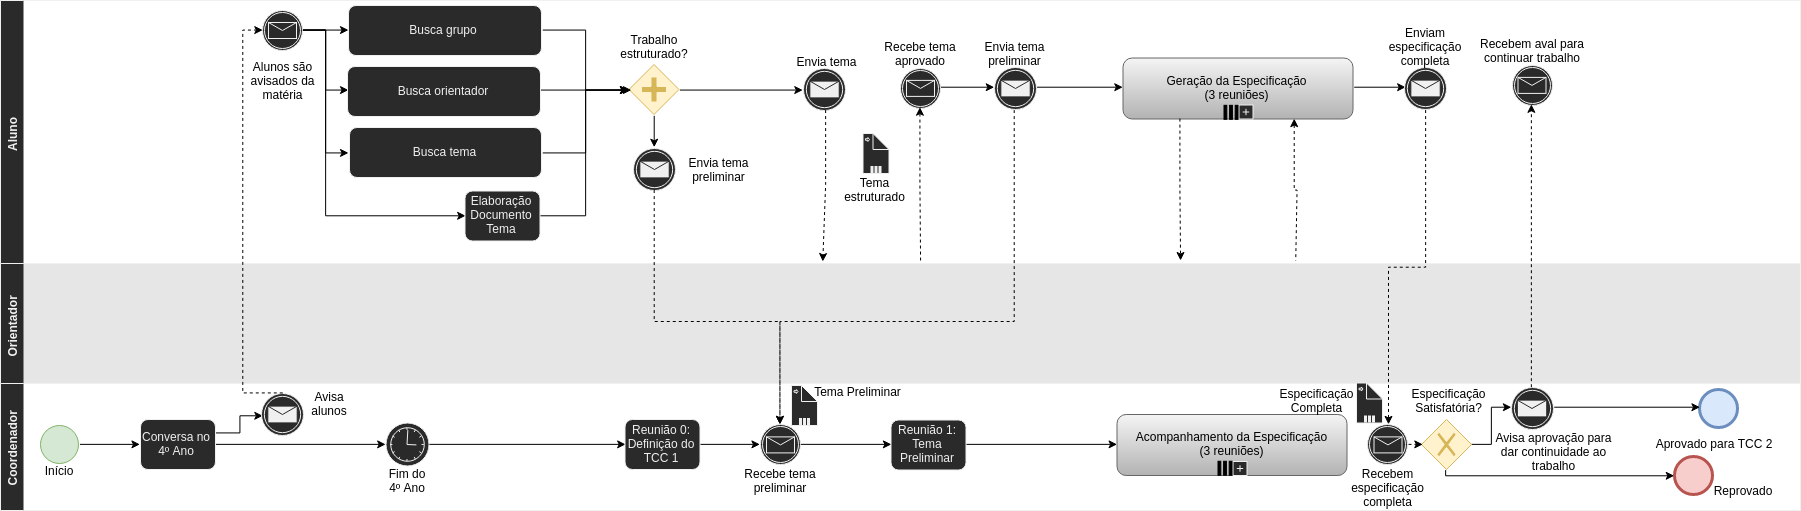 Aluno
Alunos são
avisados da
matéria
Busca grupo
Busca orientador
Busca tema
Elaboração
Documento
Tema
Trabalho
estruturado?
Envia tema
preliminar
Envia tema
Tema
estruturado
Recebe tema
aprovado
Envia tema
preliminar
Geração da Especificação
(3 reuniões)
Enviam
especificação
completa
Recebem aval para
continuar trabalho
Orientador
Coordenador
Início
Conversa no
4º Ano
Avisa
alunos
Fim do
4º Ano
Reunião 0:
Definição do
TCC 1
Tema Preliminar
Recebe tema
preliminar
Reunião 1:
Tema
Preliminar
Acompanhamento da Especificação
(3 reuniões)
Especificação
Completa
Recebem
especificação
completa
Especificação
Satisfatória?
Avisa aprovação para
dar continuidade ao
trabalho
Aprovado para TCC 2
Reprovado